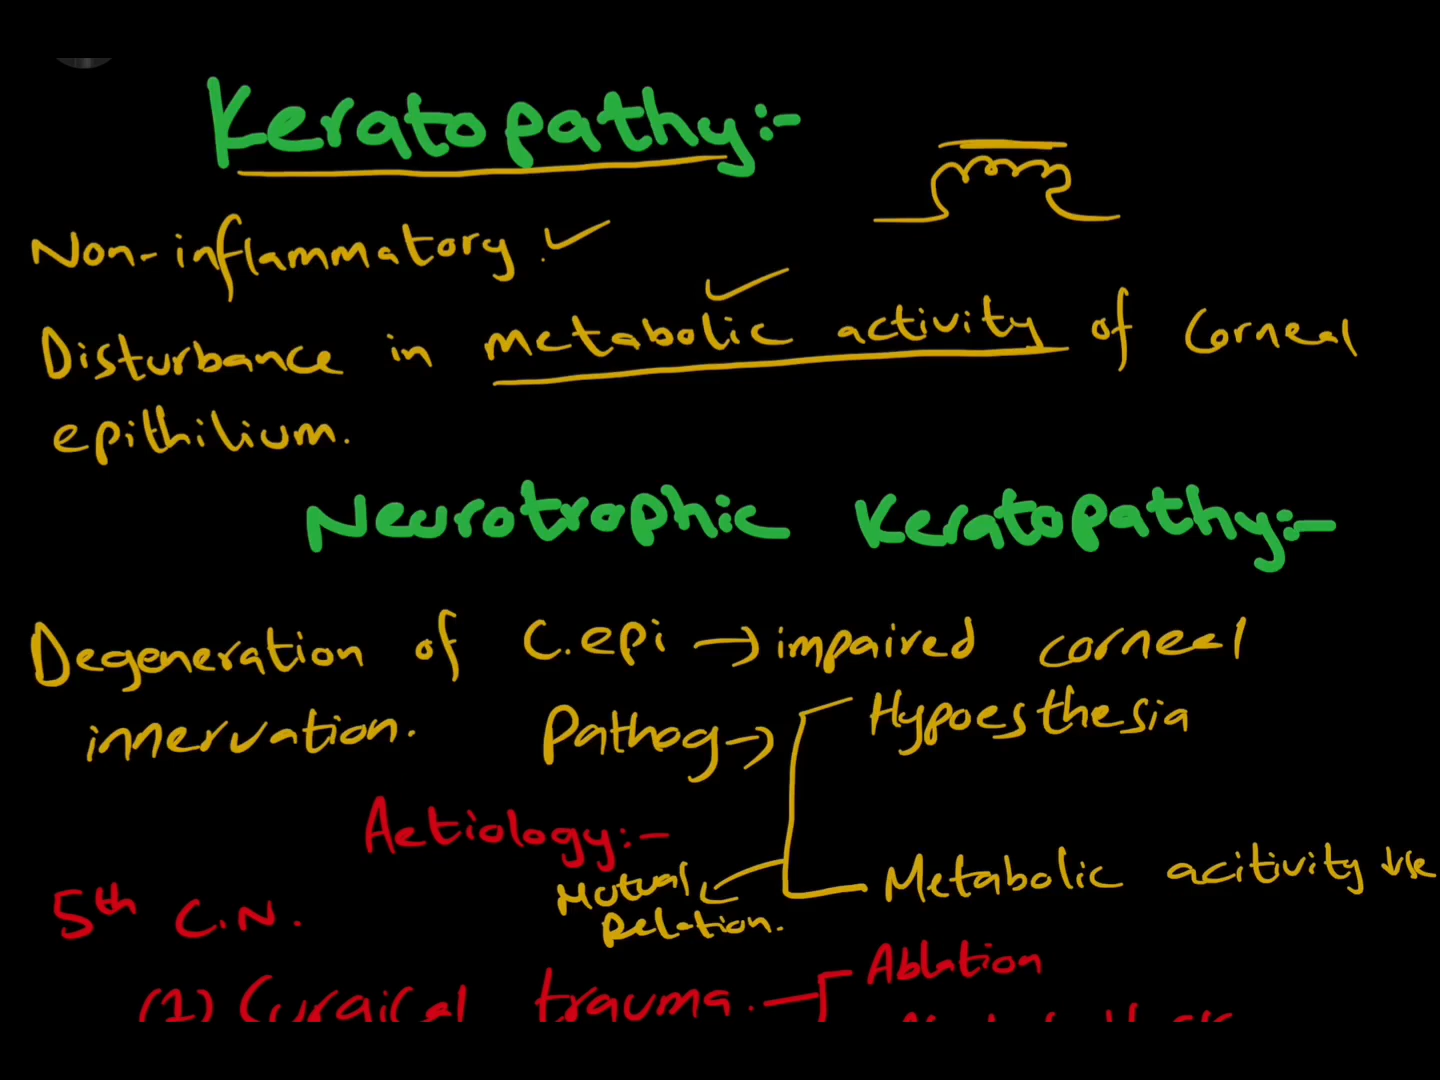 Keratopathy:-
Non-inflammatory.
Disturbance in metabolic activity of Corneal
epithilium.
Neurotrophic Keratopathy:-
Degeneration of C.epi → impaired corneal
innervation. Pathog → Hypoesthesia
Aetiology:-
Mutual
Relation.
Metabolic acitivity ↓se
5th C.N.
(1) Surgical trauma. Ablation